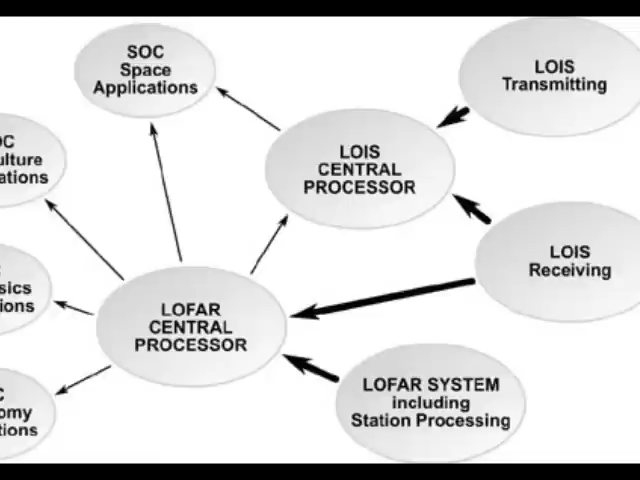 SOC
Space
Applications
LOIS
Transmitting
LOIS
CENTRAL
PROCESSOR
LOIS
Receiving
LOFAR
CENTRAL
PROCESSOR
LOFAR SYSTEM
including
Station Processing